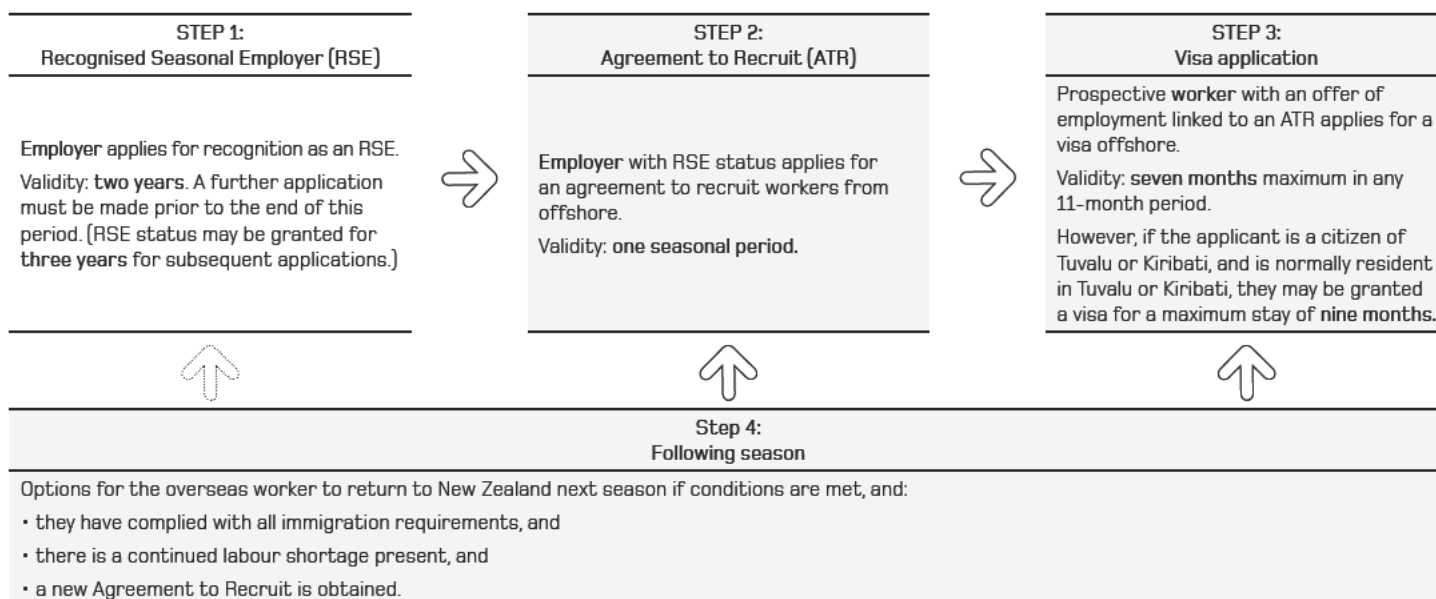 STEP 1:
Recognised Seasonal Employer (RSE)
Employer applies for recognition as an RSE.
Validity: two years. A further application
must be made prior to the end of this
period. (RSE status may be granted for
three years for subsequent applications.)
STEP 2:
Agreement to Recruit (ATR)
Employer with RSE status applies for
an agreement to recruit workers from
offshore.
Validity: one seasonal period.
STEP 3:
Visa application
Prospective worker with an offer of
employment linked to an ATR applies for a
visa offshore.
Validity: seven months maximum in any
11-month period.
However, if the applicant is a citizen of
Tuvalu or Kiribati, and is normally resident
in Tuvalu or Kiribati, they may be granted
a visa for a maximum stay of nine months.
Step 4:
Following season
Options for the overseas worker to return to New Zealand next season if conditions are met, and:
• they have complied with all immigration requirements, and
• there is a continued labour shortage present, and
• a new Agreement to Recruit is obtained.